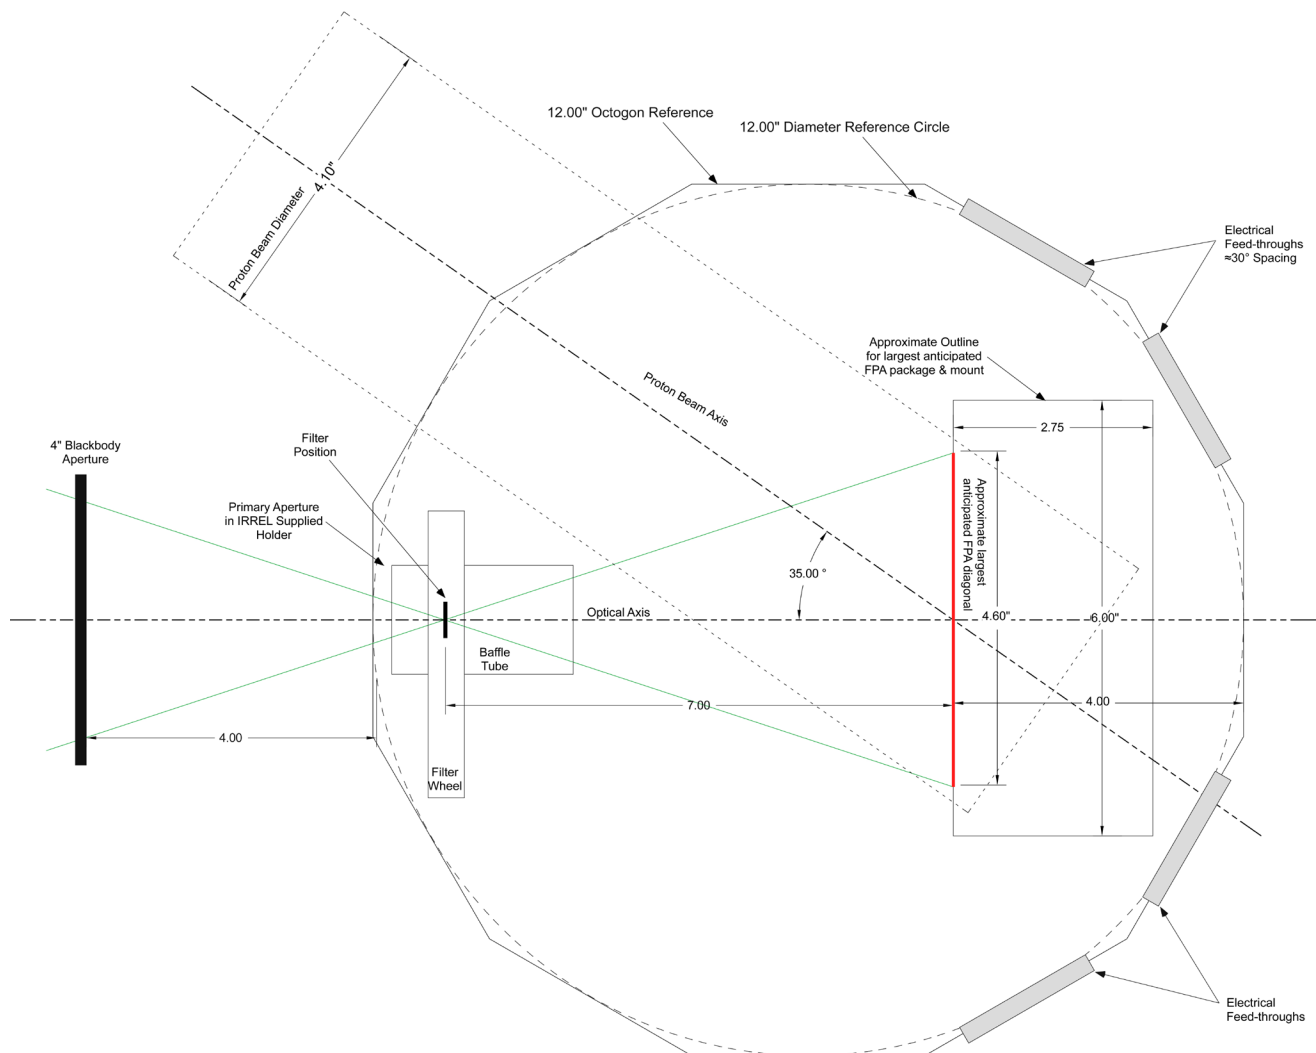 12.00" Octogon Reference
12.00" Diameter Reference Circle
4.10"
Proton Beam Diameter
Electrical
Feed-throughs
≈30° Spacing
Approximate Outline
for largest anticipated
FPA package & mount
Proton Beam Axis
2.75
4" Blackbody
Aperture
Filter
Position
Primary Aperture
in IRREL Supplied
Holder
Approximate largest
anticipated FPA diagonal
35.00 °
Optical Axis
4.60"
6.00"
Baffle
Tube
7.00
4.00
4.00
Filter
Wheel
Electrical
Feed-throughs